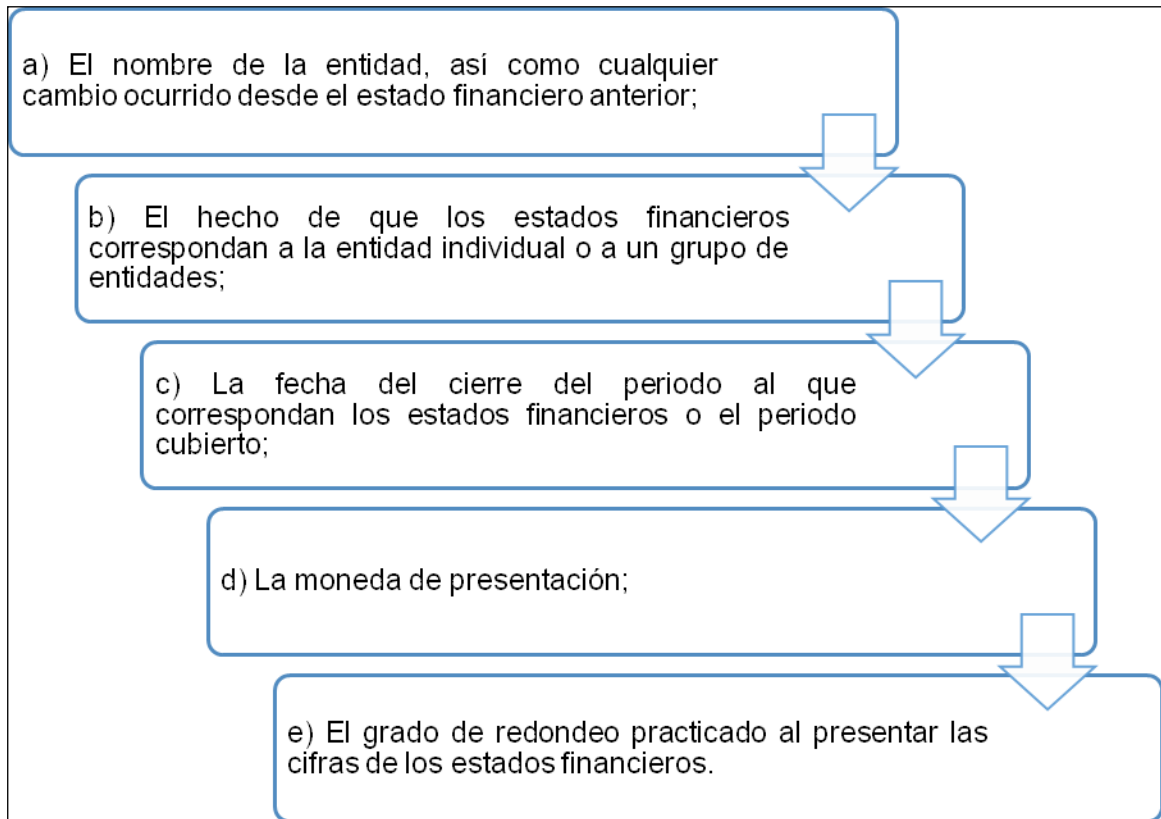 a) El nombre de la entidad, así como cualquier
cambio ocurrido desde el estado financiero anterior;
b) El hecho de que los estados financieros
correspondan a la entidad individual o a un grupo de
entidades;
c) La fecha del cierre del periodo al que
correspondan los estados financieros o el periodo
cubierto;
d) La moneda de presentación;
e) El grado de redondeo practicado al presentar las
cifras de los estados financieros.